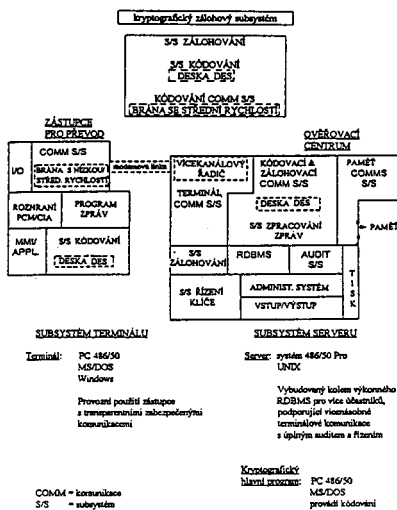 kryptografický zálohový subsystém
S/S ZÁLOHOVÁNÍ
S/S KÓDOVÁNÍ
DESKA DES
KÓDOVÁNÍ COMM S/S
BRÁNA SE STŘEDNÍ RYCHLOSTÍ
ZÁSTUPCE
PRO PŘEVOD
COMM S/S
I/O
BRÁNA S NÍZKOU/
STŘED. RYCHLOSTÍ
ROZHRANÍ
PCMCIA
PROGRAM
ZPRÁV
MMI/
APPL.
S/S KÓDOVÁNÍ
DESKA DES
modemová linka
OVĚŘOVACÍ
CENTRUM
VÍCEKANÁLOVÝ
ŘADIČ
TERMINÁL
COMM S/S
KÓDOVACÍ &
ZÁLOHOVACÍ
COMM S/S
DESKA DES
S/S ZPRACOVÁNÍ
ZPRÁV
PAMĚŤ
COMMS
S/S
PAMĚŤ
S/S
ZÁLOHOVÁNÍ
RDBMS
AUDIT
S/S
S/S ŘÍZENÍ
KLÍČE
ADMINIST. SYSTÉM
VSTUP/VÝSTUP
TISK
SUBSYSTÉM TERMINÁLU
Terminál: PC 486/50
MS/DOS
Windows
Provozní použití zástupce
s transparentními zabezpečenými
komunikacemi
SUBSYSTÉM SERVERU
Server: systém 486/50 Pro
UNIX
Vybudovaný kolem výkonného
RDBMS pro více účastníků,
podporující vícenásobné
terminálové komunikace
s úplným auditem a řízením
Kryptografický
hlavní program: PC 486/50
MS/DOS
provádí kódování
COMM = komunikace
S/S = subsystém